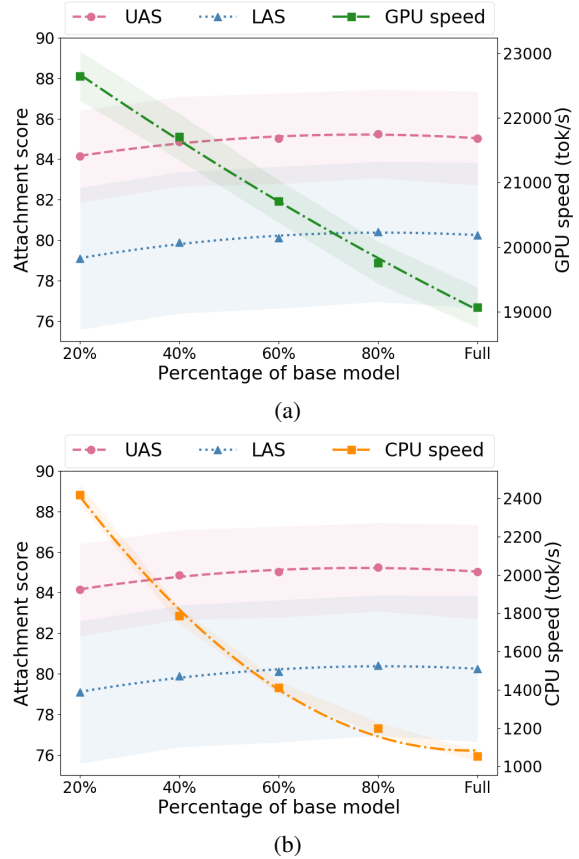 UAS LAS GPU speed
90
88
86
84
82
80
78
76
Attachment score
23000
22000
21000
20000
19000
GPU speed (tok/s)
20% 40% 60% 80% Full
Percentage of base model
(a)
UAS LAS CPU speed
90
88
86
84
82
80
78
76
Attachment score
2400
2200
2000
1800
1600
1400
1200
1000
CPU speed (tok/s)
20% 40% 60% 80% Full
Percentage of base model
(b)